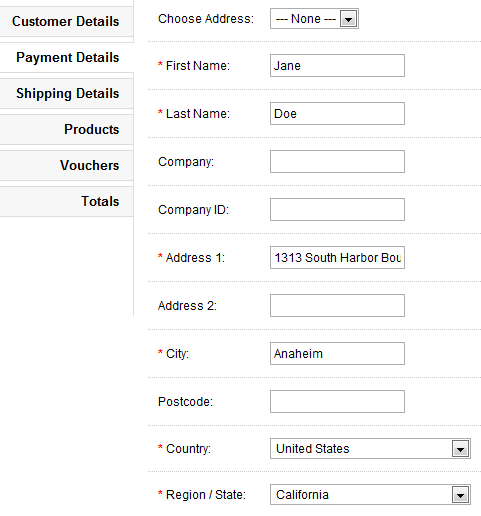 Customer Details
Payment Details
Shipping Details
Products
Vouchers
Totals
Choose Address: --- None ---
* First Name: Jane
* Last Name: Doe
Company:
Company ID:
* Address 1: 1313 South Harbor Bou
Address 2:
* City: Anaheim
Postcode:
* Country: United States
* Region / State: California